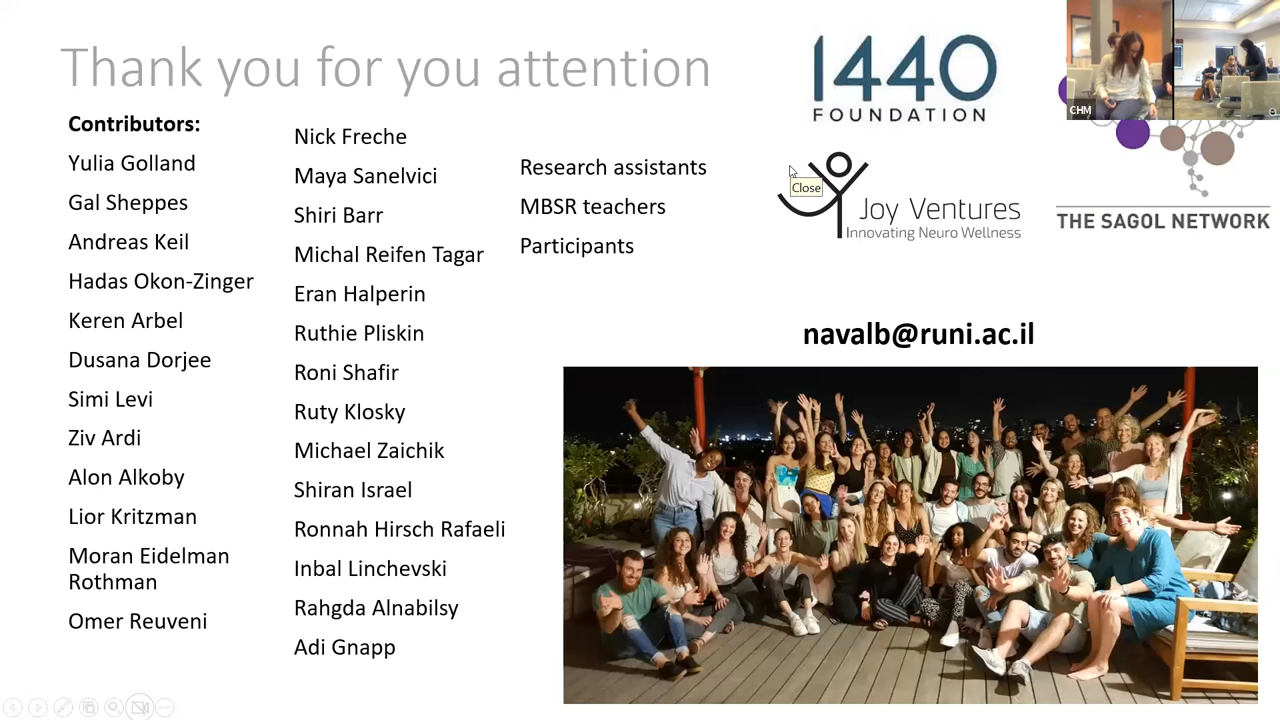 Thank you for you attention
Contributors:
Yulia Golland
Gal Sheppes
Andreas Keil
Hadas Okon-Zinger
Keren Arbel
Dusana Dorjee
Simi Levi
Ziv Ardi
Alon Alkoby
Lior Kritzman
Moran Eidelman
Rothman
Omer Reuveni
Nick Freche
Maya Sanelvici
Shiri Barr
Michal Reifen Tagar
Eran Halperin
Ruthie Pliskin
Roni Shafir
Ruty Klosky
Michael Zaichik
Shiran Israel
Ronnah Hirsch Rafaeli
Inbal Linchevski
Rahgda Alnabilsy
Adi Gnapp
Research assistants
MBSR teachers
Participants
1440
FOUNDATION
Close
Joy Ventures
Innovating Neuro Wellness
CHM
THE SAGOL NETWORK
navalb@runi.ac.il